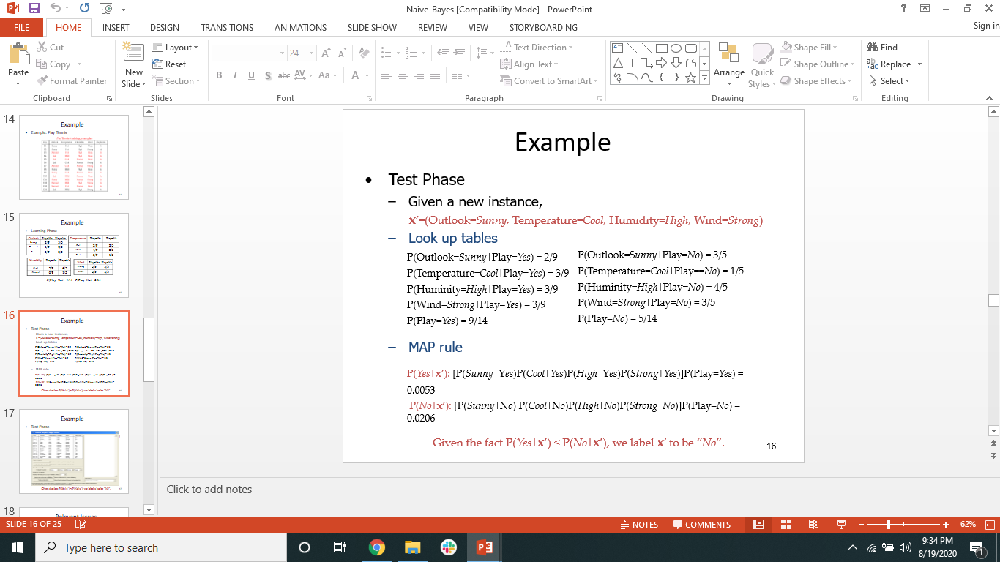 Naive-Bayes [Compatibility Mode] - PowerPoint
Sign in
FILE HOME INSERT DESIGN TRANSITIONS ANIMATIONS SLIDE SHOW REVIEW VIEW STORYBOARDING
Paste
Cut
Copy
Format Painter
Clipboard
New Slide
Layout
Reset
Section
Slides
24
B I U S abc AV Aa A
Font
Text Direction
Align Text
Convert to SmartArt
Paragraph
Arrange
Quick Styles
Shape Fill
Shape Outline
Shape Effects
Drawing
Find
Replace
Select
Editing
14
Example
Example: Play Tennis
15
Example
Learning Phase
16
Example
Test Phase
Given a new instance,
Look up tables
MAP rule
17
Example
Test Phase
18
Example
• Test Phase
– Given a new instance,
x′=(Outlook=Sunny, Temperature=Cool, Humidity=High, Wind=Strong)
– Look up tables
P(Outlook=Sunny|Play=Yes) = 2/9
P(Temperature=Cool|Play=Yes) = 3/9
P(Huminity=High|Play=Yes) = 3/9
P(Wind=Strong|Play=Yes) = 3/9
P(Play=Yes) = 9/14
P(Outlook=Sunny|Play=No) = 3/5
P(Temperature=Cool|Play==No) = 1/5
P(Huminity=High|Play=No) = 4/5
P(Wind=Strong|Play=No) = 3/5
P(Play=No) = 5/14
– MAP rule
P(Yes|x′): [P(Sunny|Yes)P(Cool|Yes)P(High|Yes)P(Strong|Yes)]P(Play=Yes) =
0.0053
P(No|x′): [P(Sunny|No) P(Cool|No)P(High|No)P(Strong|No)]P(Play=No) =
0.0206
Given the fact P(Yes|x′) < P(No|x′), we label x′ to be “No”.
16
Click to add notes
SLIDE 16 OF 25
NOTES
COMMENTS
62%
Type here to search
9:34 PM
8/19/2020
1